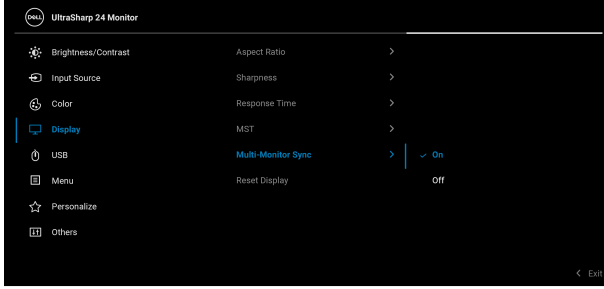 DELL UltraSharp 24 Monitor
Brightness/Contrast Aspect Ratio
Input Source Sharpness
Color Response Time
Display MST
USB Multi-Monitor Sync On
Menu Reset Display Off
Personalize
Others
Exit